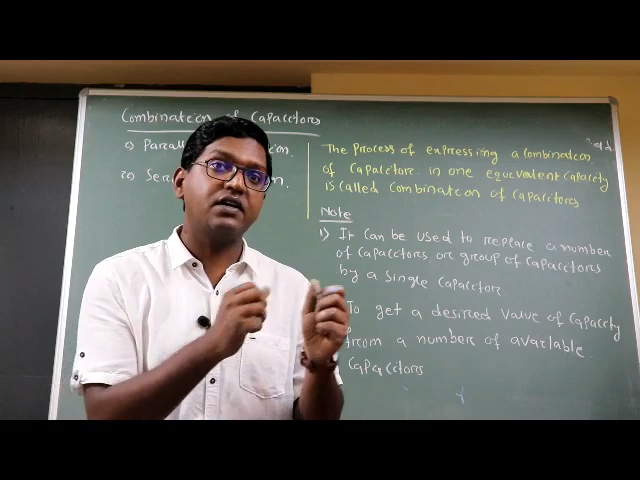 Combination of Capacitors
1) Parall
2) Seri
The process of expressing a combination
of capacitors in one equivalent capacity
is called combination of capacitors
Note
1) It can be used to replace a number
of capacitors or group of capacitors
by a single capacitor
To get a desired value of capacity
from a number of available
capacitors